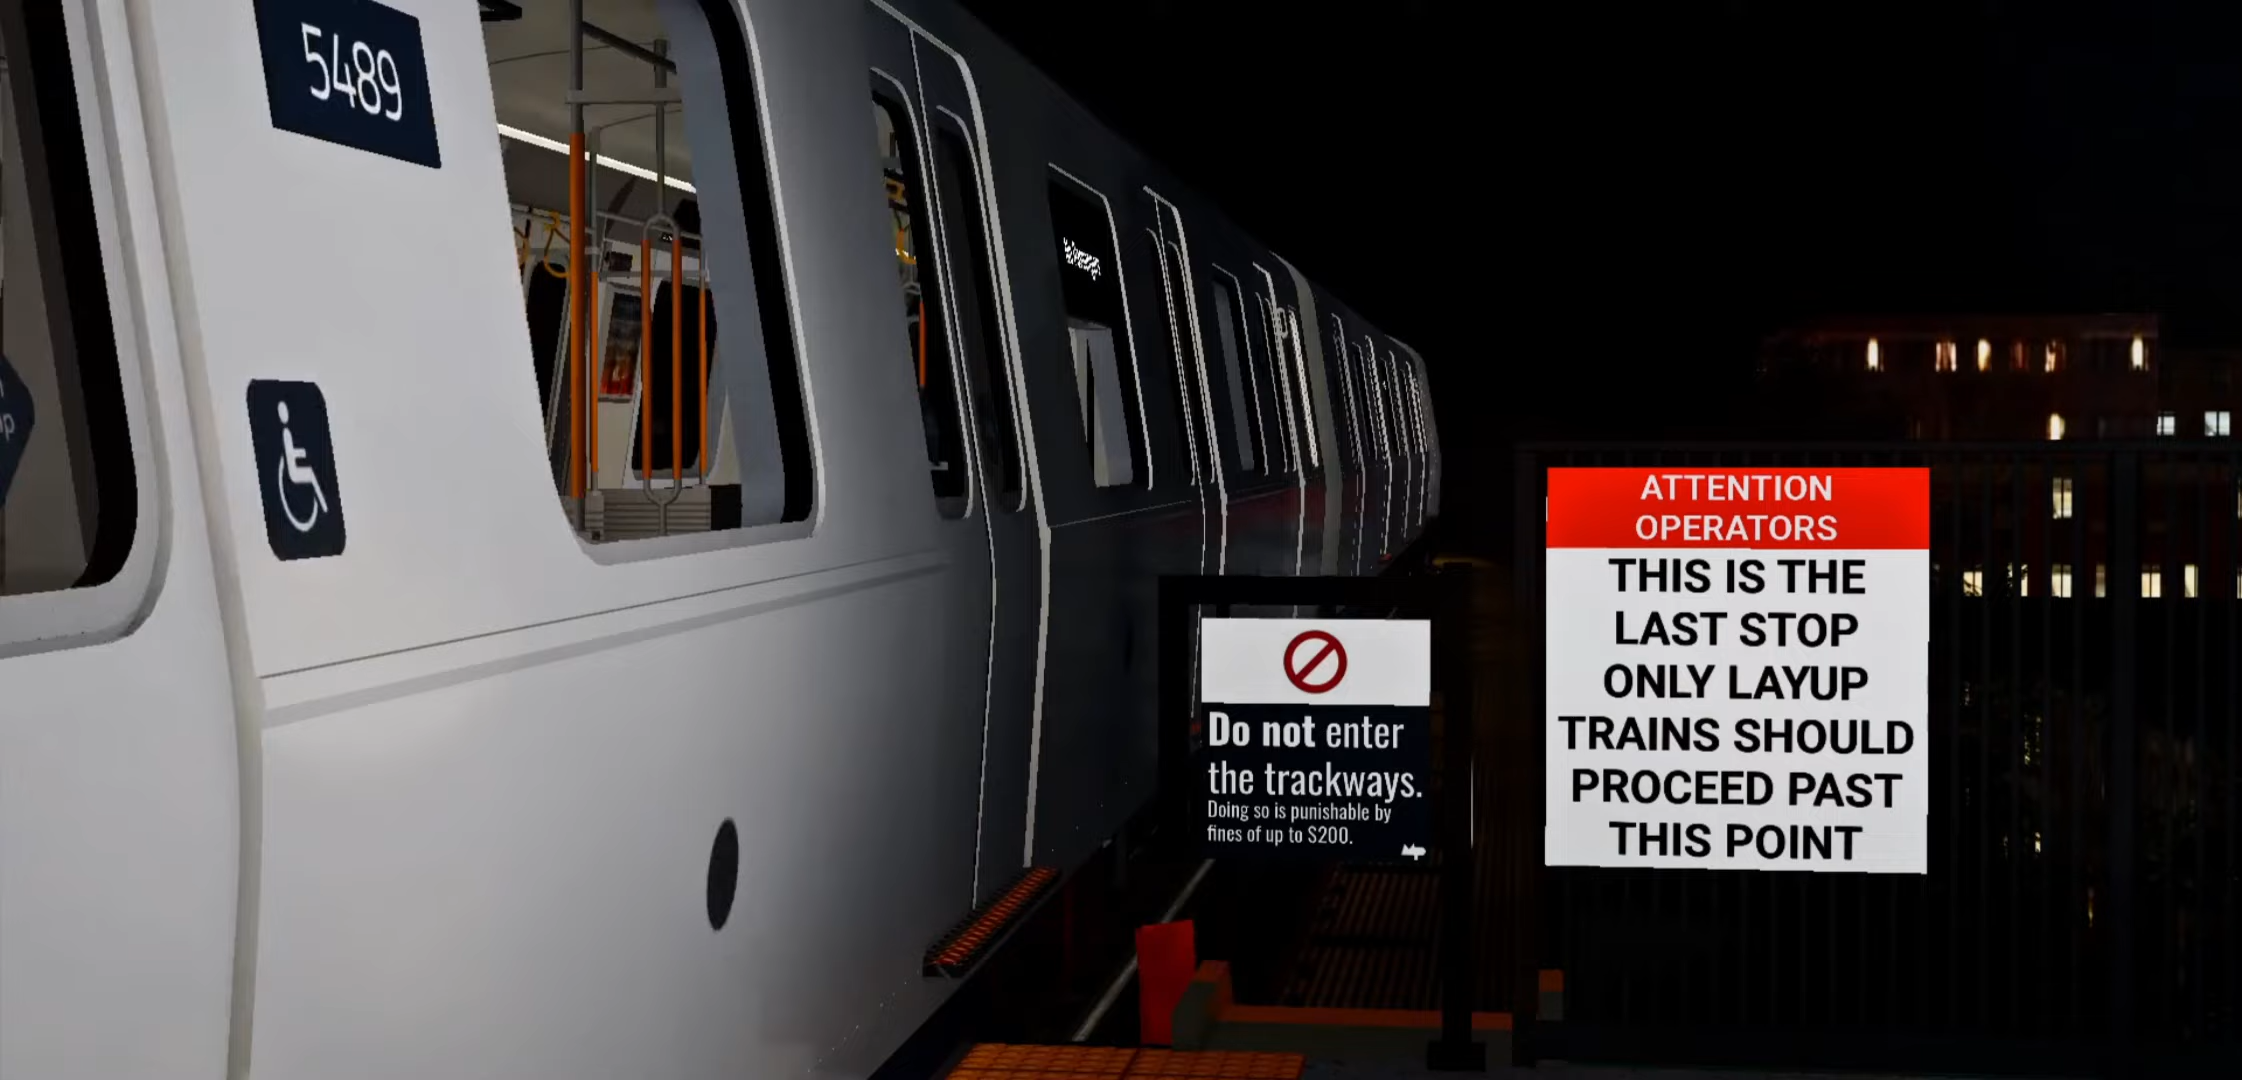 5489
ATTENTION
OPERATORS
THIS IS THE
LAST STOP
ONLY LAYUP
TRAINS SHOULD
PROCEED PAST
THIS POINT
Do not enter
the trackways.
Doing so is punishable by
fines of up to $200.